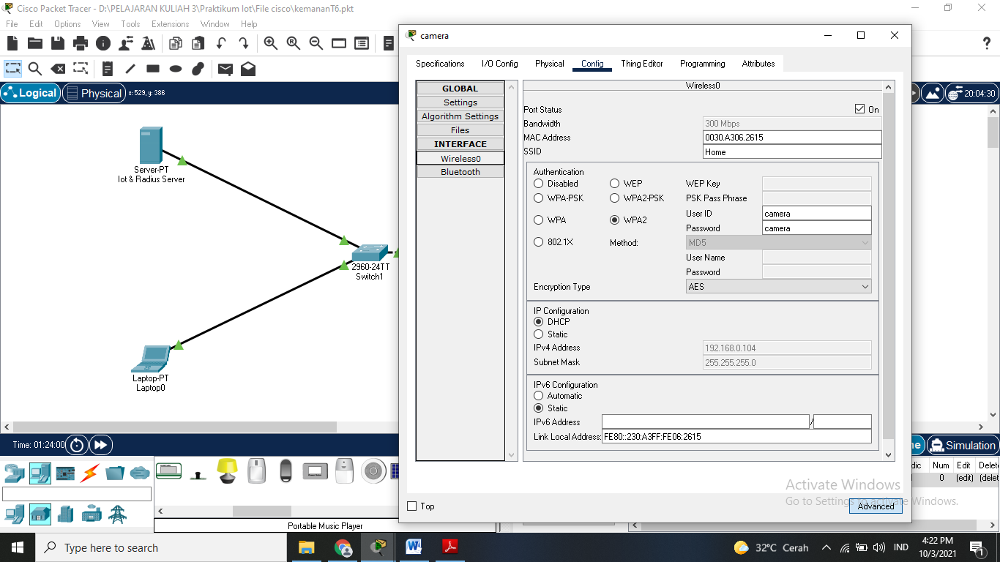 Cisco Packet Tracer - D:\PELAJARAN KULIAH 3\Praktikum Iot\File cisco\kemananT6.pkt
File Edit Options View Tools Extensions Window Help
Logical Physical x: 529, y: 386
20:04:30
Server-PT
Iot & Radius Server
2960-24TT
Switch1
Laptop-PT
Laptop0
camera
Specifications I/O Config Physical Config Thing Editor Programming Attributes
GLOBAL
Settings
Algorithm Settings
Files
INTERFACE
Wireless0
Bluetooth
Wireless0
Port Status On
Bandwidth 300 Mbps
MAC Address 0030.A306.2615
SSID Home
Authentication
Disabled WEP WEP Key
WPA-PSK WPA2-PSK PSK Pass Phrase
User ID camera
WPA WPA2
Password camera
802.1X Method: MD5
User Name
Password
Encryption Type AES
IP Configuration
DHCP
Static
IPv4 Address 192.168.0.104
Subnet Mask 255.255.255.0
IPv6 Configuration
Automatic
Static
IPv6 Address /
Link Local Address: FE80::230:A3FF:FE06:2615
Top
Advanced
Time: 01:24:00
Simulation
Num Edit
0 (edit)
Portable Music Player
Activate Windows
Go to Settings to activate Windows.
Type here to search
32°C Cerah
IND
4:22 PM
10/3/2021
1